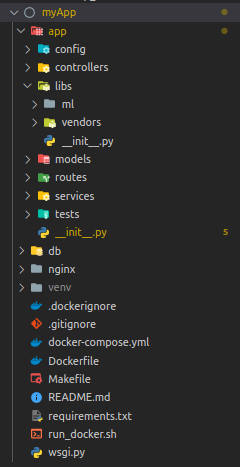 myApp
app
config
controllers
libs
ml
vendors
__init__.py
models
routes
services
tests
__init__.py 5
db
nginx
venv
.dockerignore
.gitignore
docker-compose.yml
Dockerfile
Makefile
README.md
requirements.txt
run_docker.sh
wsgi.py